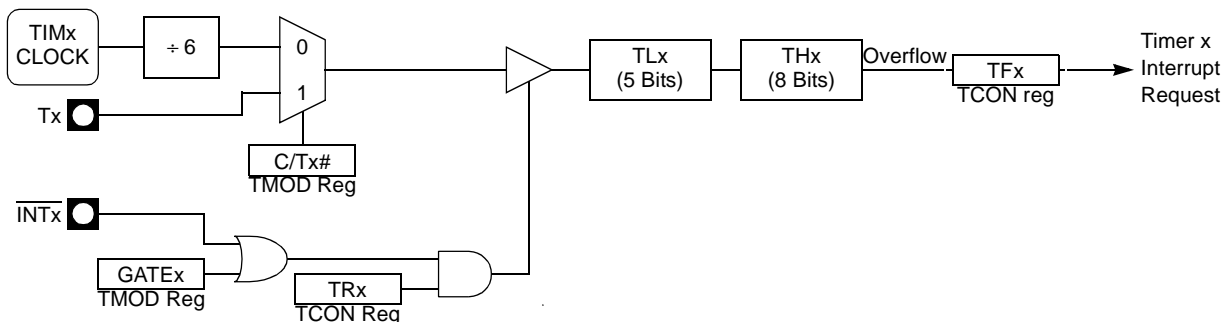 TIMx
CLOCK
÷ 6
0
1
Tx
C/Tx#
TMOD Reg
TLx
(5 Bits)
THx
(8 Bits)
Overflow
TFx
TCON reg
Timer x
Interrupt
Request
INTx
GATEx
TMOD Reg
TRx
TCON Reg